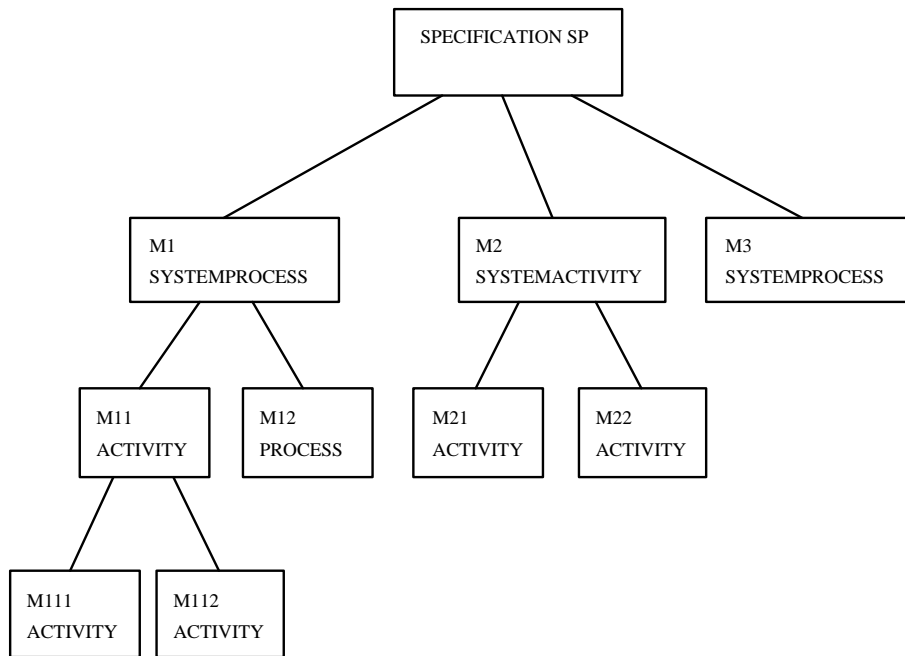 SPECIFICATION SP
M1
SYSTEMPROCESS
M2
SYSTEMACTIVITY
M3
SYSTEMPROCESS
M11
ACTIVITY
M12
PROCESS
M21
ACTIVITY
M22
ACTIVITY
M111
ACTIVITY
M112
ACTIVITY